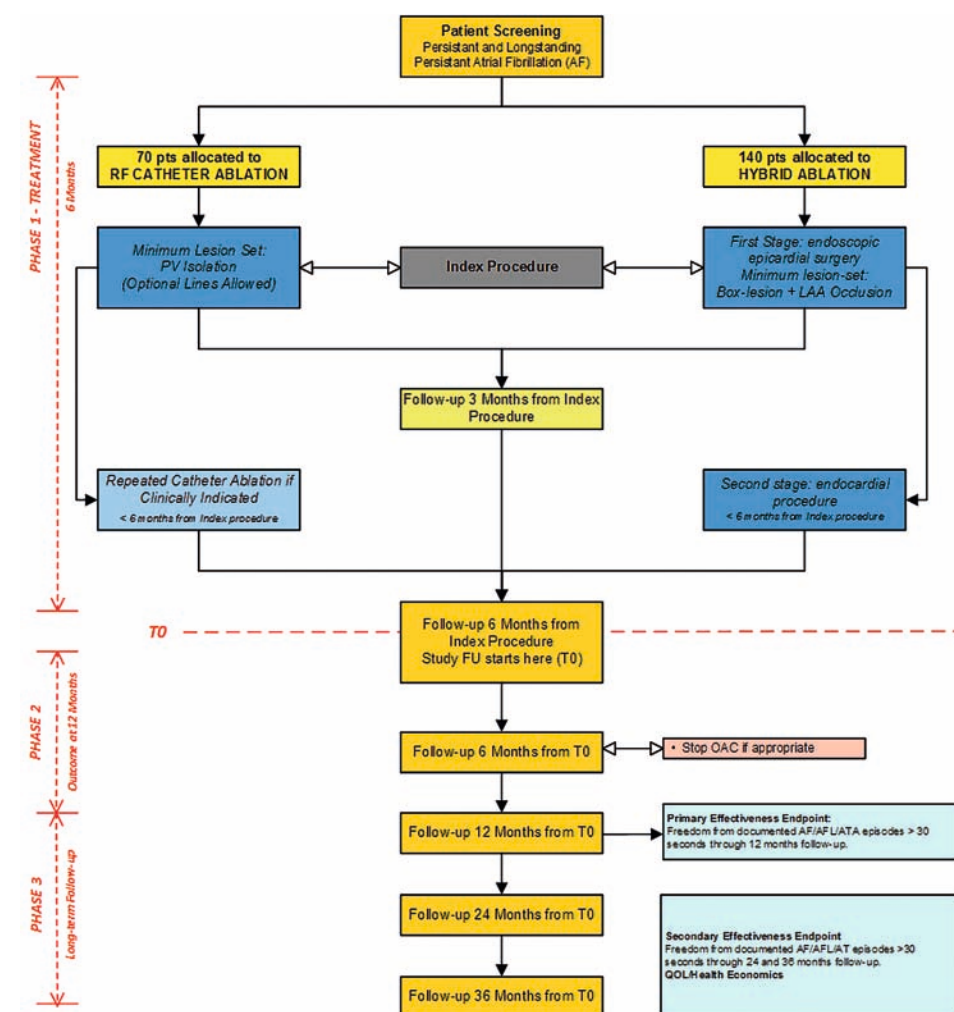 Patient Screening
Persistant and Longstanding
Persistant Atrial Fibrillation (AF)
PHASE 1 - TREATMENT
6 Months
70 pts allocated to
RF CATHETER ABLATION
140 pts allocated to
HYBRID ABLATION
Minimum Lesion Set:
PV Isolation
(Optional Lines Allowed)
Index Procedure
First Stage: endoscopic
epicardial surgery
Minimum lesion-set:
Box-lesion + LAA Occlusion
Follow-up 3 Months from Index
Procedure
Repeated Catheter Ablation if
Clinically Indicated
< 6 months from Index procedure
Second stage: endocardial
procedure
< 6 months from Index procedure
T0
Follow-up 6 Months from
Index Procedure
Study FU starts here (T0)
PHASE 2
Outcome at 12 Months
Follow-up 6 Months from T0
• Stop OAC if appropriate
PHASE 3
Long-term Follow-up
Follow-up 12 Months from T0
Primary Effectiveness Endpoint:
Freedom from documented AF/AFL/ATA episodes > 30
seconds through 12 months follow-up.
Follow-up 24 Months from T0
Secondary Effectiveness Endpoint
Freedom from documented AF/AFL/AT episodes >30
seconds through 24 and 36 months follow-up.
QOL/Health Economics
Follow-up 36 Months from T0